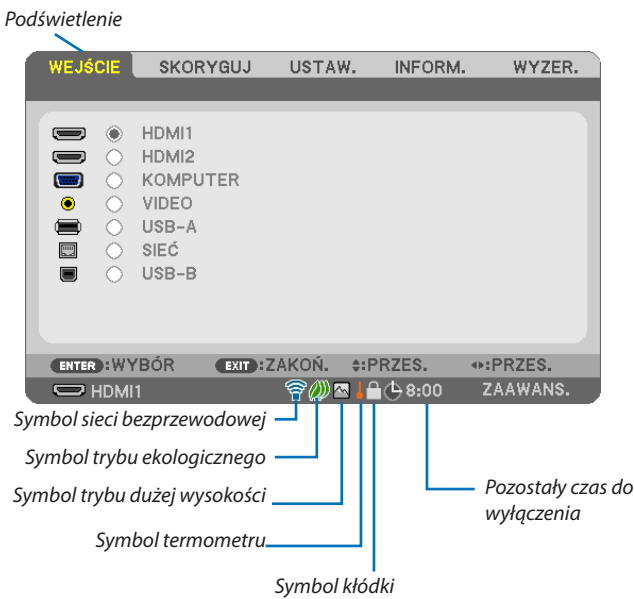 Podświetlenie
WEJŚCIE SKORYGUJ USTAW. INFORM. WYZER.
HDMI1
HDMI2
KOMPUTER
VIDEO
USB-A
SIEĆ
USB-B
ENTER :WYBÓR EXIT :ZAKOŃ. :PRZES. :PRZES.
HDMI1 8:00 ZAAWANS.
Symbol sieci bezprzewodowej
Symbol trybu ekologicznego
Symbol trybu dużej wysokości
Pozostały czas do
wyłączenia
Symbol termometru
Symbol kłódki